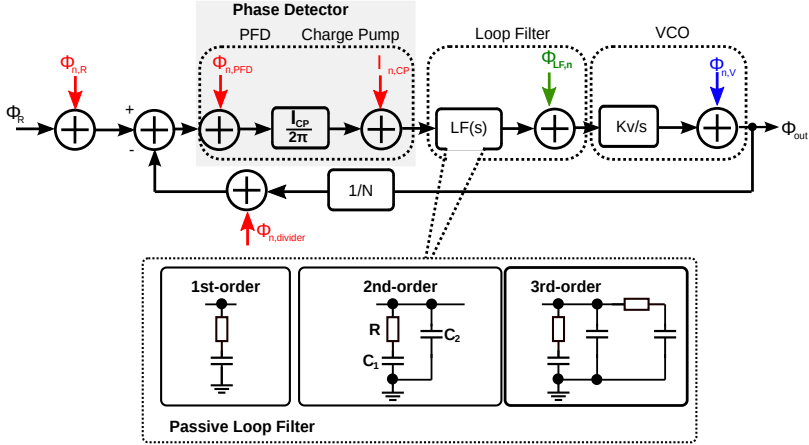 Phase Detector
PFD
Charge Pump
Loop Filter
VCO
Φn,R
Φn,PFD
I n,CP
ΦLF,n
Φn,V
ΦR
+
-
ICP
2π
LF(s)
Kv/s
Φout
1/N
Φn,divider
1st-order
2nd-order
3rd-order
R
C1
C2
Passive Loop Filter